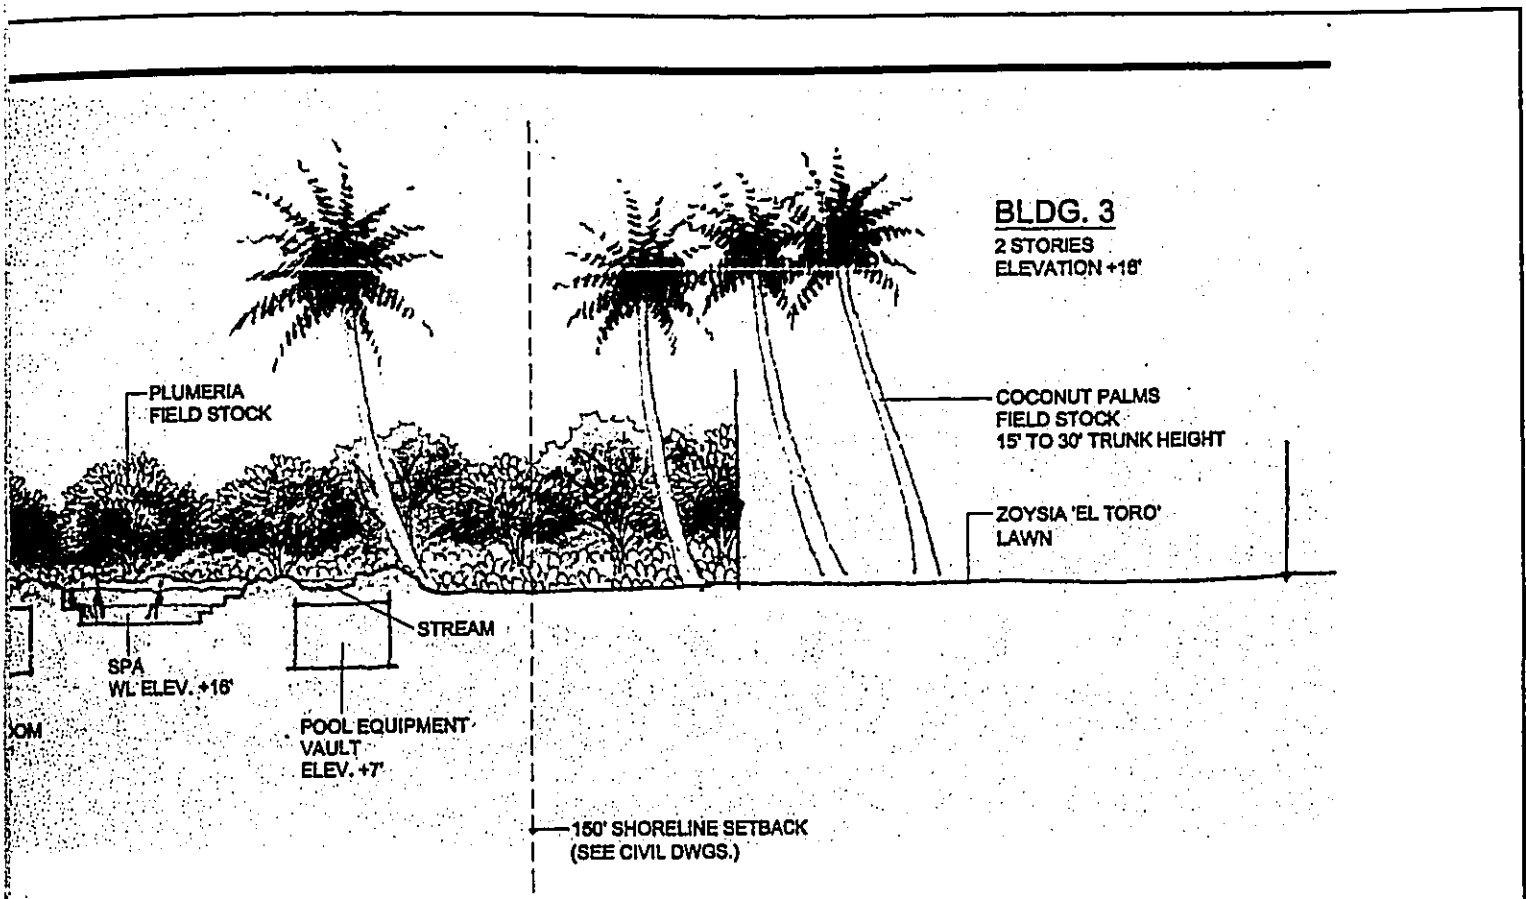 BLDG. 3
2 STORIES
ELEVATION +18'
PLUMERIA
FIELD STOCK
COCONUT PALMS
FIELD STOCK
15' TO 30' TRUNK HEIGHT
ZOYSIA 'EL TORO'
LAWN
STREAM
SPA
WL ELEV. +16'
OM
POOL EQUIPMENT
VAULT
ELEV. +7'
150' SHORELINE SETBACK
(SEE CIVIL DWGS.)